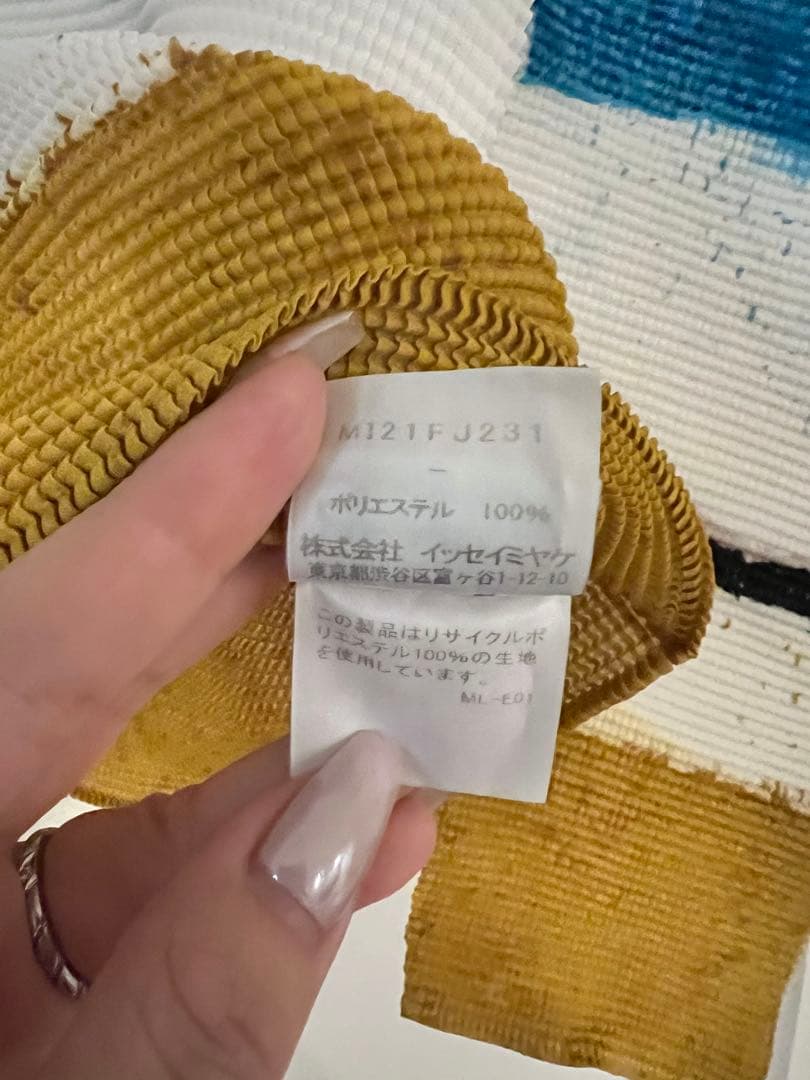 MI21FJ231
-
ポリエステル 100%
株式会社 イッセイミヤケ
東京都渋谷区富ヶ谷1-12-10
この製品はリサイクルポ
リエステル100%の生地
を使用しています。
ML-E01